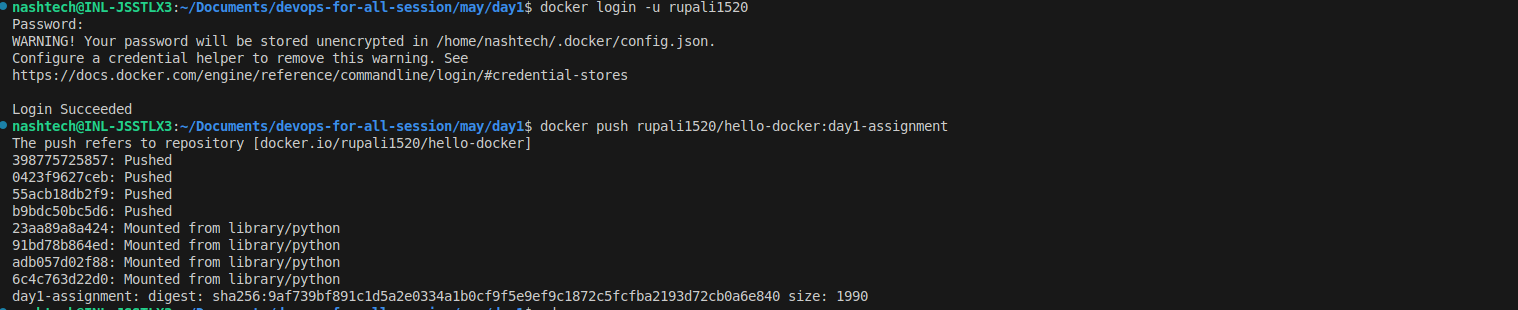 nashtech@INL-JSSTLX3:~/Documents/devops-for-all-session/may/day1$ docker login -u rupali1520
Password:
WARNING! Your password will be stored unencrypted in /home/nashtech/.docker/config.json.
Configure a credential helper to remove this warning. See
https://docs.docker.com/engine/reference/commandline/login/#credential-stores
Login Succeeded
nashtech@INL-JSSTLX3:~/Documents/devops-for-all-session/may/day1$ docker push rupali1520/hello-docker:day1-assignment
The push refers to repository [docker.io/rupali1520/hello-docker]
398775725857: Pushed
0423f9627ceb: Pushed
55acb18db2f9: Pushed
b9bdc50bc5d6: Pushed
23aa89a8a424: Mounted from library/python
91bd78b864ed: Mounted from library/python
adb057d02f88: Mounted from library/python
6c4c763d22d0: Mounted from library/python
day1-assignment: digest: sha256:9af739bf891c1d5a2e0334a1b0cf9f5e9ef9c1872c5fcfba2193d72cb0a6e840 size: 1990